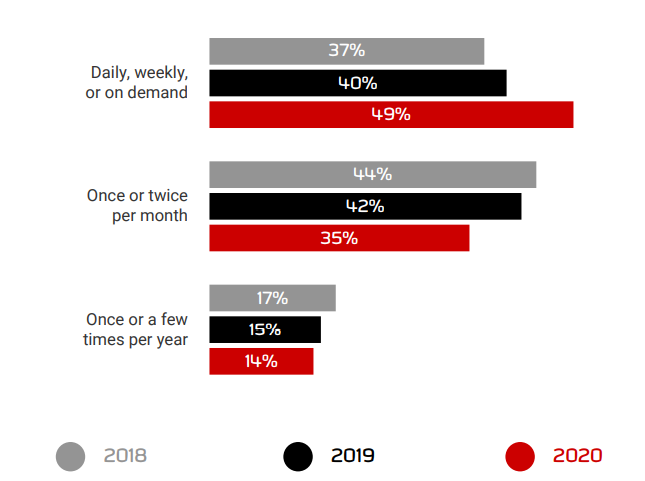 37%
Daily, weekly,
40%
or on demand
49%
44%
Once or twice
42%
per month
35%
17%
Once or a few
15%
times per year
14%
2018 2019 2020